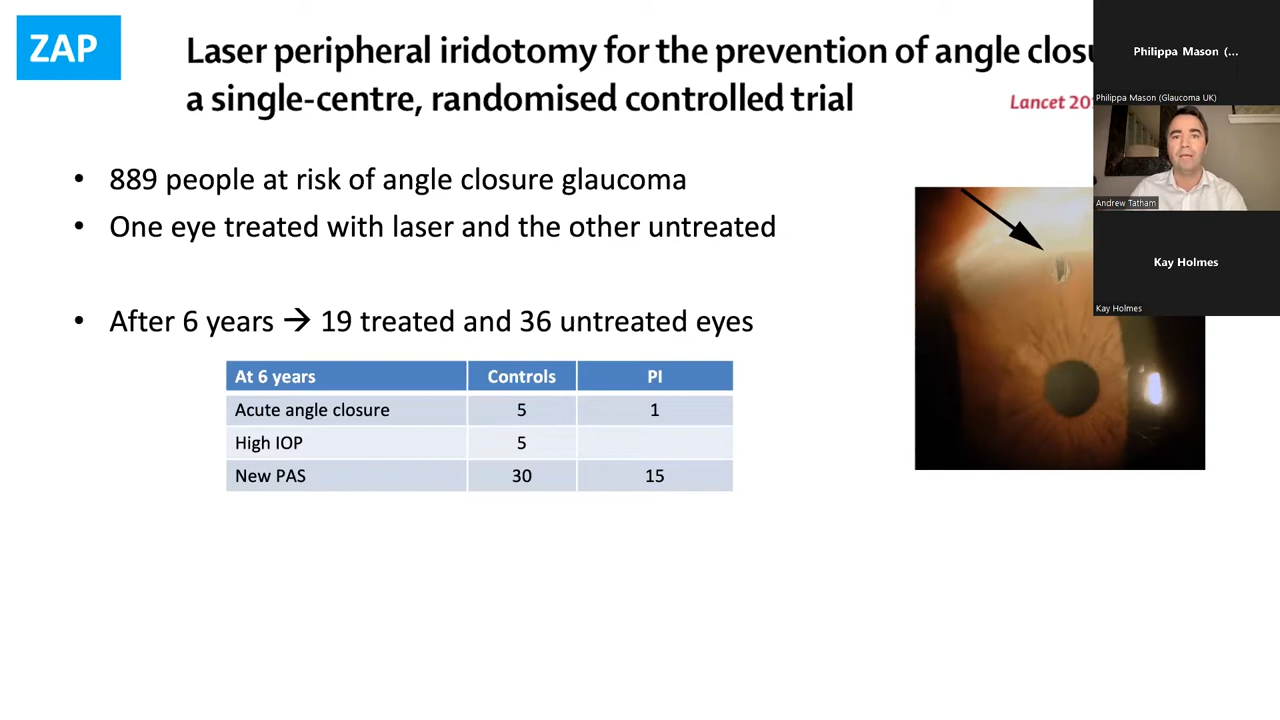 ZAP
Laser peripheral iridotomy for the prevention of angle
a single-centre, randomised controlled trial
Lancet
• 889 people at risk of angle closure glaucoma
• One eye treated with laser and the other untreated
• After 6 years → 19 treated and 36 untreated eyes
At 6 years Controls PI
Acute angle closure 5 1
High IOP 5
New PAS 30 15
Philippa Mason (...
Philippa Mason (Glaucoma UK)
Andrew Tatham
Kay Holmes
Kay Holmes